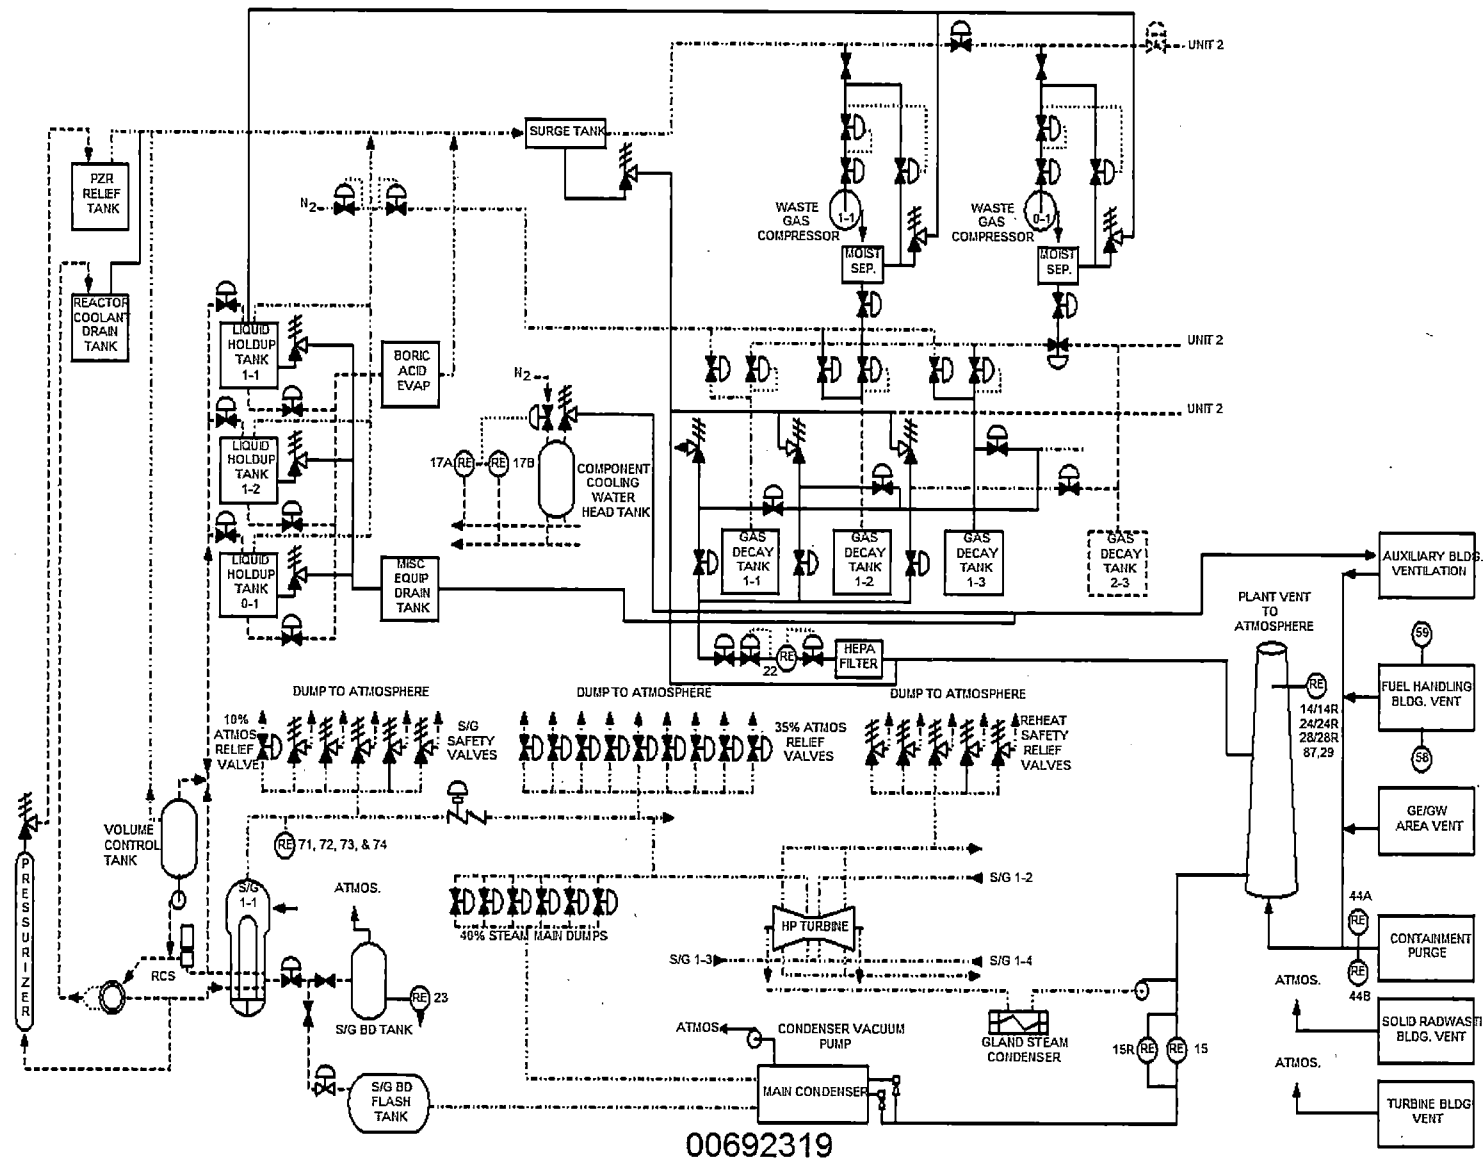 UNIT 2
SURGE TANK
PZR
RELIEF
TANK
N2
WASTE
GAS
COMPRESSOR
1-1
WASTE
GAS
COMPRESSOR
0-1
MOIST
SEP.
MOIST
SEP.
REACTOR
COOLANT
DRAIN
TANK
LIQUID
HOLDUP
TANK
1-1
BORIC
ACID
EVAP
UNIT 2
N2
UNIT 2
LIQUID
HOLDUP
TANK
1-2
17A
RE
RE
17B
COMPONENT
COOLING
WATER
HEAD TANK
LIQUID
HOLDUP
TANK
0-1
MISC
EQUIP
DRAIN
TANK
GAS
DECAY
TANK
1-1
GAS
DECAY
TANK
1-2
GAS
DECAY
TANK
1-3
GAS
DECAY
TANK
2-3
AUXILIARY BLDG.
VENTILATION
PLANT VENT
TO
ATMOSPHERE
RE
22
HEPA
FILTER
59
FUEL HANDLING
BLDG. VENT
58
RE
14/14R
24/24R
28/28R
87,29
DUMP TO ATMOSPHERE
10%
ATMOS
RELIEF
VALVE
S/G
SAFETY
VALVES
DUMP TO ATMOSPHERE
35% ATMOS
RELIEF
VALVES
DUMP TO ATMOSPHERE
REHEAT
SAFETY
RELIEF
VALVES
GE/GW
AREA VENT
VOLUME
CONTROL
TANK
RE
71, 72, 73, & 74
PRESSURIZER
S/G
1-1
ATMOS.
40% STEAM MAIN DUMPS
S/G 1-2
HP TURBINE
S/G 1-3
S/G 1-4
44A
RE
RE
44B
CONTAINMENT
PURGE
RCS
RE
23
S/G BD TANK
ATMOS.
SOLID RADWAST
BLDG. VENT
ATMOS.
CONDENSER VACUUM
PUMP
GLAND STEAM
CONDENSER
15R
RE
RE
15
ATMOS.
TURBINE BLDG
VENT
S/G BD
FLASH
TANK
MAIN CONDENSER
00692319